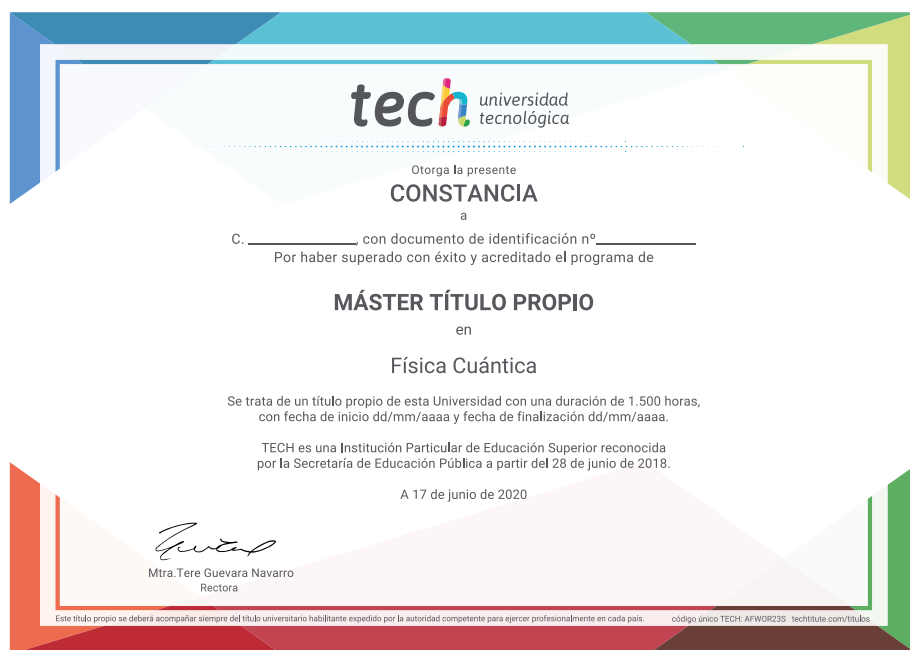 tech universidad
tecnológica
Otorga la presente
CONSTANCIA
a
C. ____________, con documento de identificación nº___________
Por haber superado con éxito y acreditado el programa de
MÁSTER TÍTULO PROPIO
en
Física Cuántica
Se trata de un título propio de esta Universidad con una duración de 1.500 horas,
con fecha de inicio dd/mm/aaaa y fecha de finalización dd/mm/aaaa.
TECH es una Institución Particular de Educación Superior reconocida
por la Secretaría de Educación Pública a partir del 28 de junio de 2018.
A 17 de junio de 2020
Mtra.Tere Guevara Navarro
Rectora
Este título propio se deberá acompañar siempre del título universitario habilitante expedido por la autoridad competente para ejercer profesionalmente en cada país. código único TECH: AFWOR23S techtitute.com/titulos